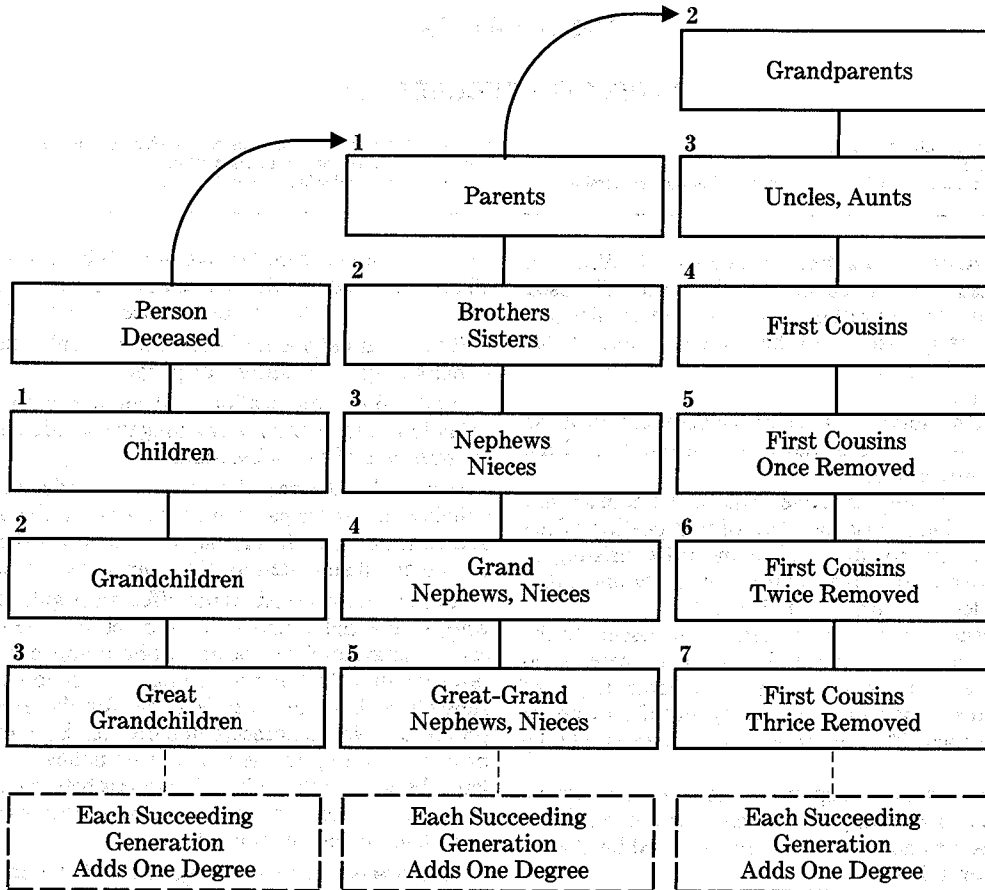 2
Grandparents
1
Parents
3
Uncles, Aunts
Person
Deceased
2
Brothers
Sisters
4
First Cousins
1
Children
3
Nephews
Nieces
5
First Cousins
Once Removed
2
Grandchildren
4
Grand
Nephews, Nieces
6
First Cousins
Twice Removed
3
Great
Grandchildren
5
Great-Grand
Nephews, Nieces
7
First Cousins
Thrice Removed
Each Succeeding
Generation
Adds One Degree
Each Succeeding
Generation
Adds One Degree
Each Succeeding
Generation
Adds One Degree